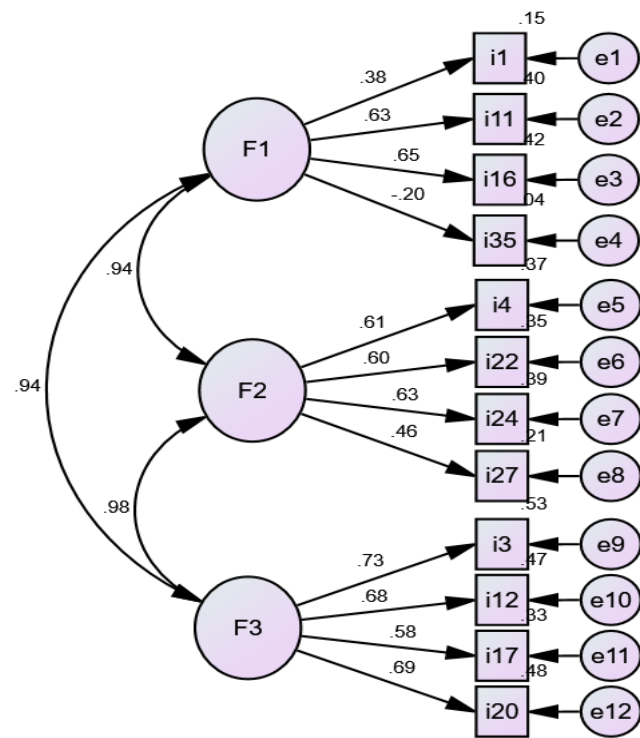 .15
.38
i1
e1
.40
.63
i11
e2
.42
F1
.65
i16
e3
.04
-.20
i35
e4
.37
.94
.61
i4
e5
.35
.60
i22
e6
.39
.94
F2
.63
i24
e7
.21
.46
i27
e8
.53
.98
.73
i3
e9
.47
.68
i12
e10
.33
F3
.58
i17
e11
.48
.69
i20
e12